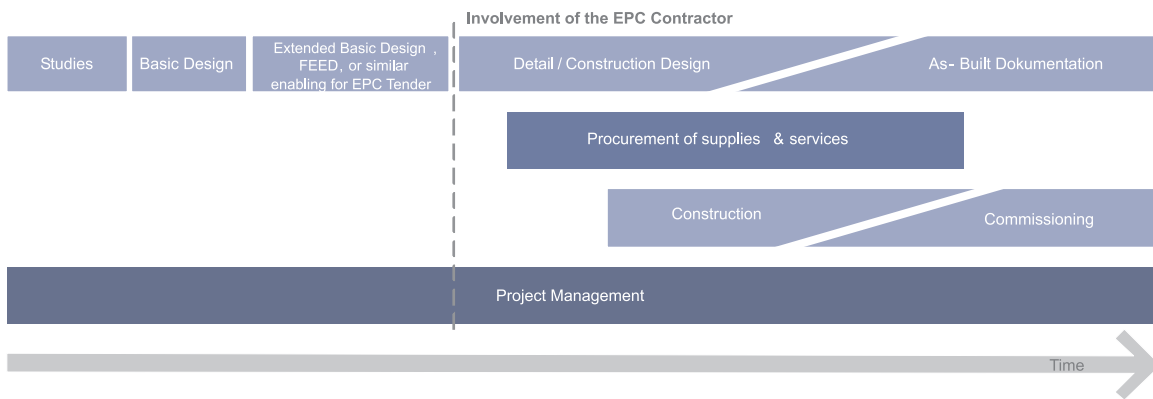 Involvement of the EPC Contractor
Studies
Basic Design
Extended Basic Design ,
FEED, or similar
enabling for EPC Tender
Detail / Construction Design
As- Built Dokumentation
Procurement of supplies & services
Construction
Commissioning
Project Management
Time